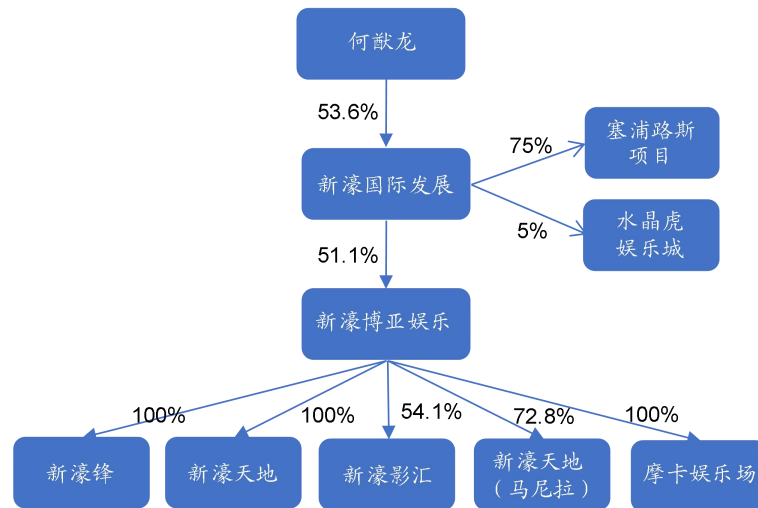 何猷龙
53.6%
75%
塞浦路斯
项目
新濠国际发展
5%
水晶虎
娱乐城
51.1%
新濠博亚娱乐
100%
100%
54.1%
72.8%
100%
新濠锋
新濠天地
新濠影汇
新濠天地
（马尼拉）
摩卡娱乐场